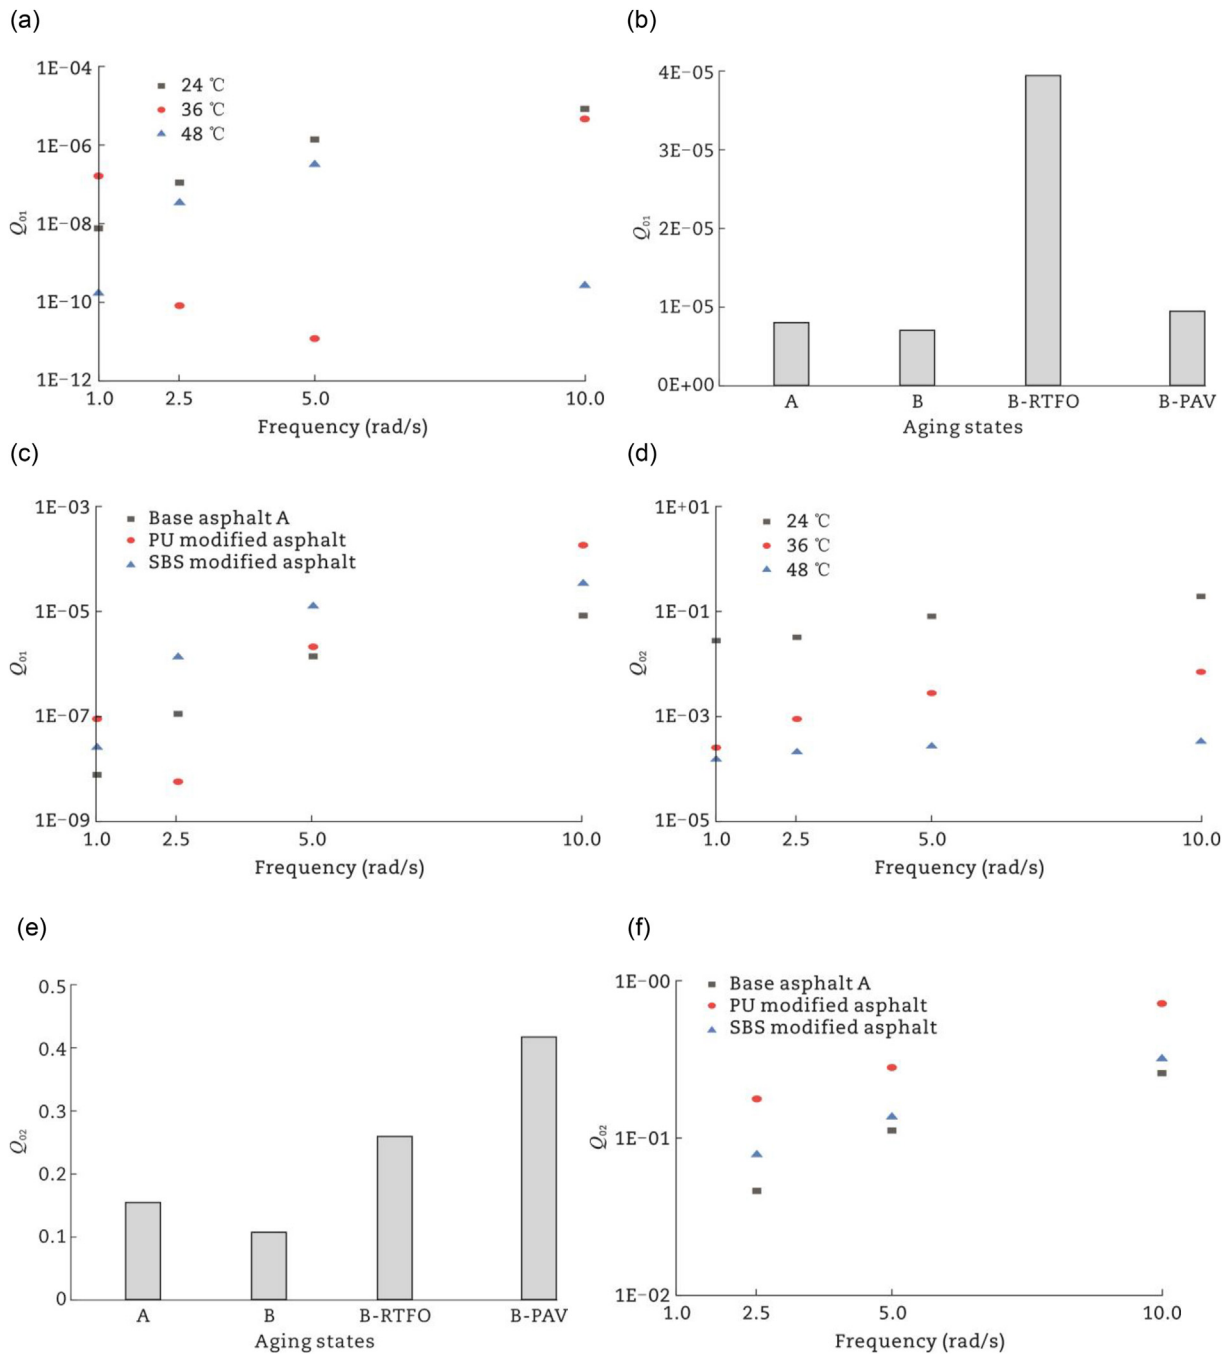 (a)
1E−04
1E−06
1E−08
1E−10
1E−12
Q01
24 ℃
36 ℃
48 ℃
1.0 2.5 5.0 10.0
Frequency (rad/s)
(b)
4E-05
3E-05
2E-05
1E-05
0E+00
Q01
A B B-RTFO B-PAV
Aging states
(c)
1E−03
1E−05
1E−07
1E−09
Q01
Base asphalt A
PU modified asphalt
SBS modified asphalt
1.0 2.5 5.0 10.0
Frequency (rad/s)
(d)
1E+01
1E−01
1E−03
1E−05
Q02
24 ℃
36 ℃
48 ℃
1.0 2.5 5.0 10.0
Frequency (rad/s)
(e)
0.5
0.4
0.3
0.2
0.1
0
Q02
A B B-RTFO B-PAV
Aging states
(f)
1E−00
1E−01
1E−02
Q02
Base asphalt A
PU modified asphalt
SBS modified asphalt
1.0 2.5 5.0 10.0
Frequency (rad/s)